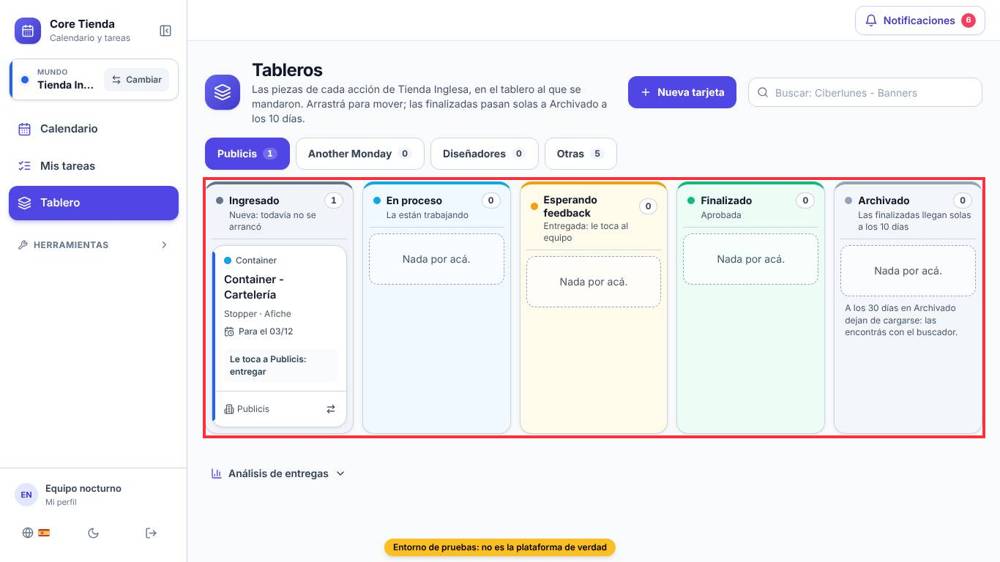 Core Tienda
Calendario y tareas
MUNDO
Tienda In...
Cambiar
Calendario
Mis tareas
Tablero
HERRAMIENTAS
EN
Equipo nocturno
Mi perfil
Notificaciones 6
Tableros
Las piezas de cada acción de Tienda Inglesa, en el tablero al que se
mandaron. Arrastrá para mover; las finalizadas pasan solas a Archivado a
los 10 días.
Nueva tarjeta
Buscar: Ciberlunes - Banners
Publicis 1
Another Monday 0
Diseñadores 0
Otras 5
Ingresado 1
Nueva: todavía no se
arrancó
Container
Container -
Cartelería
Stopper · Afiche
Para el 03/12
Le toca a Publicis:
entregar
Publicis
En proceso 0
La están trabajando
Nada por acá.
Esperando
feedback 0
Entregada: le toca al
equipo
Nada por acá.
Finalizado 0
Aprobada
Nada por acá.
Archivado 0
Las finalizadas llegan solas
a los 10 días
Nada por acá.
A los 30 días en Archivado
dejan de cargarse: las
encontrás con el buscador.
Análisis de entregas
Entorno de pruebas: no es la plataforma de verdad